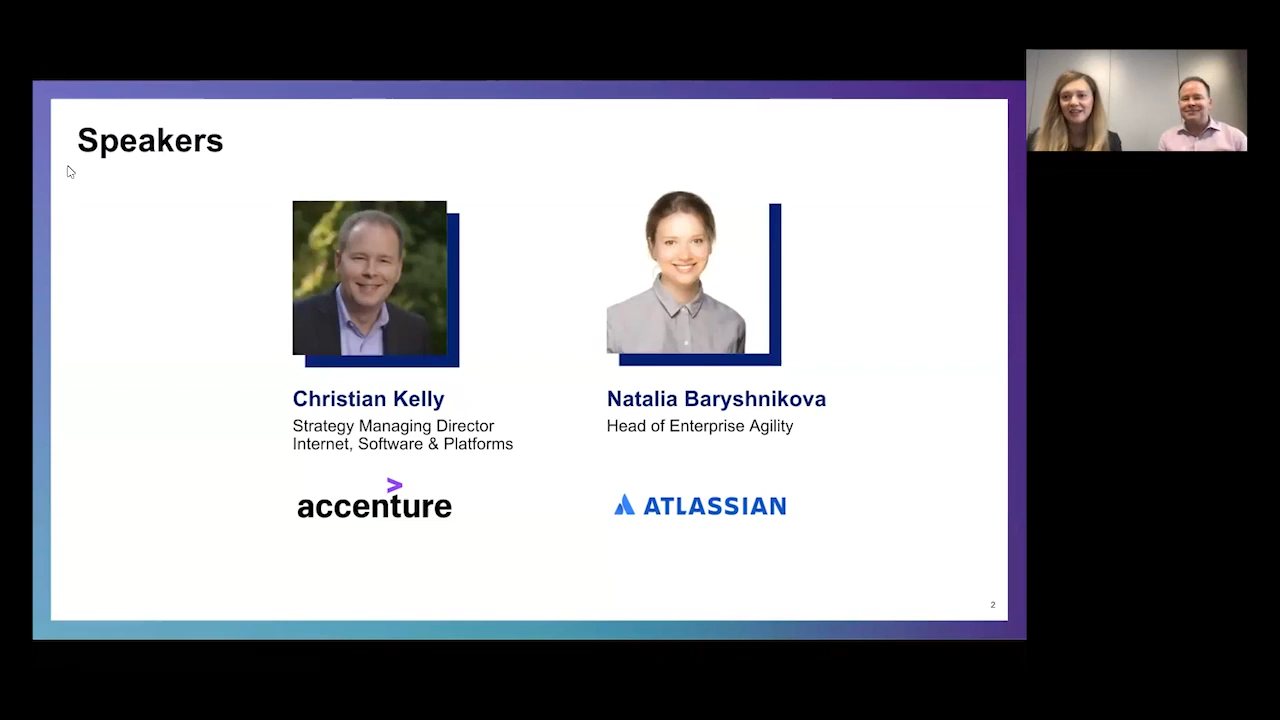 Speakers
Christian Kelly
Strategy Managing Director
Internet, Software & Platforms
accenture
Natalia Baryshnikova
Head of Enterprise Agility
ATLASSIAN
2